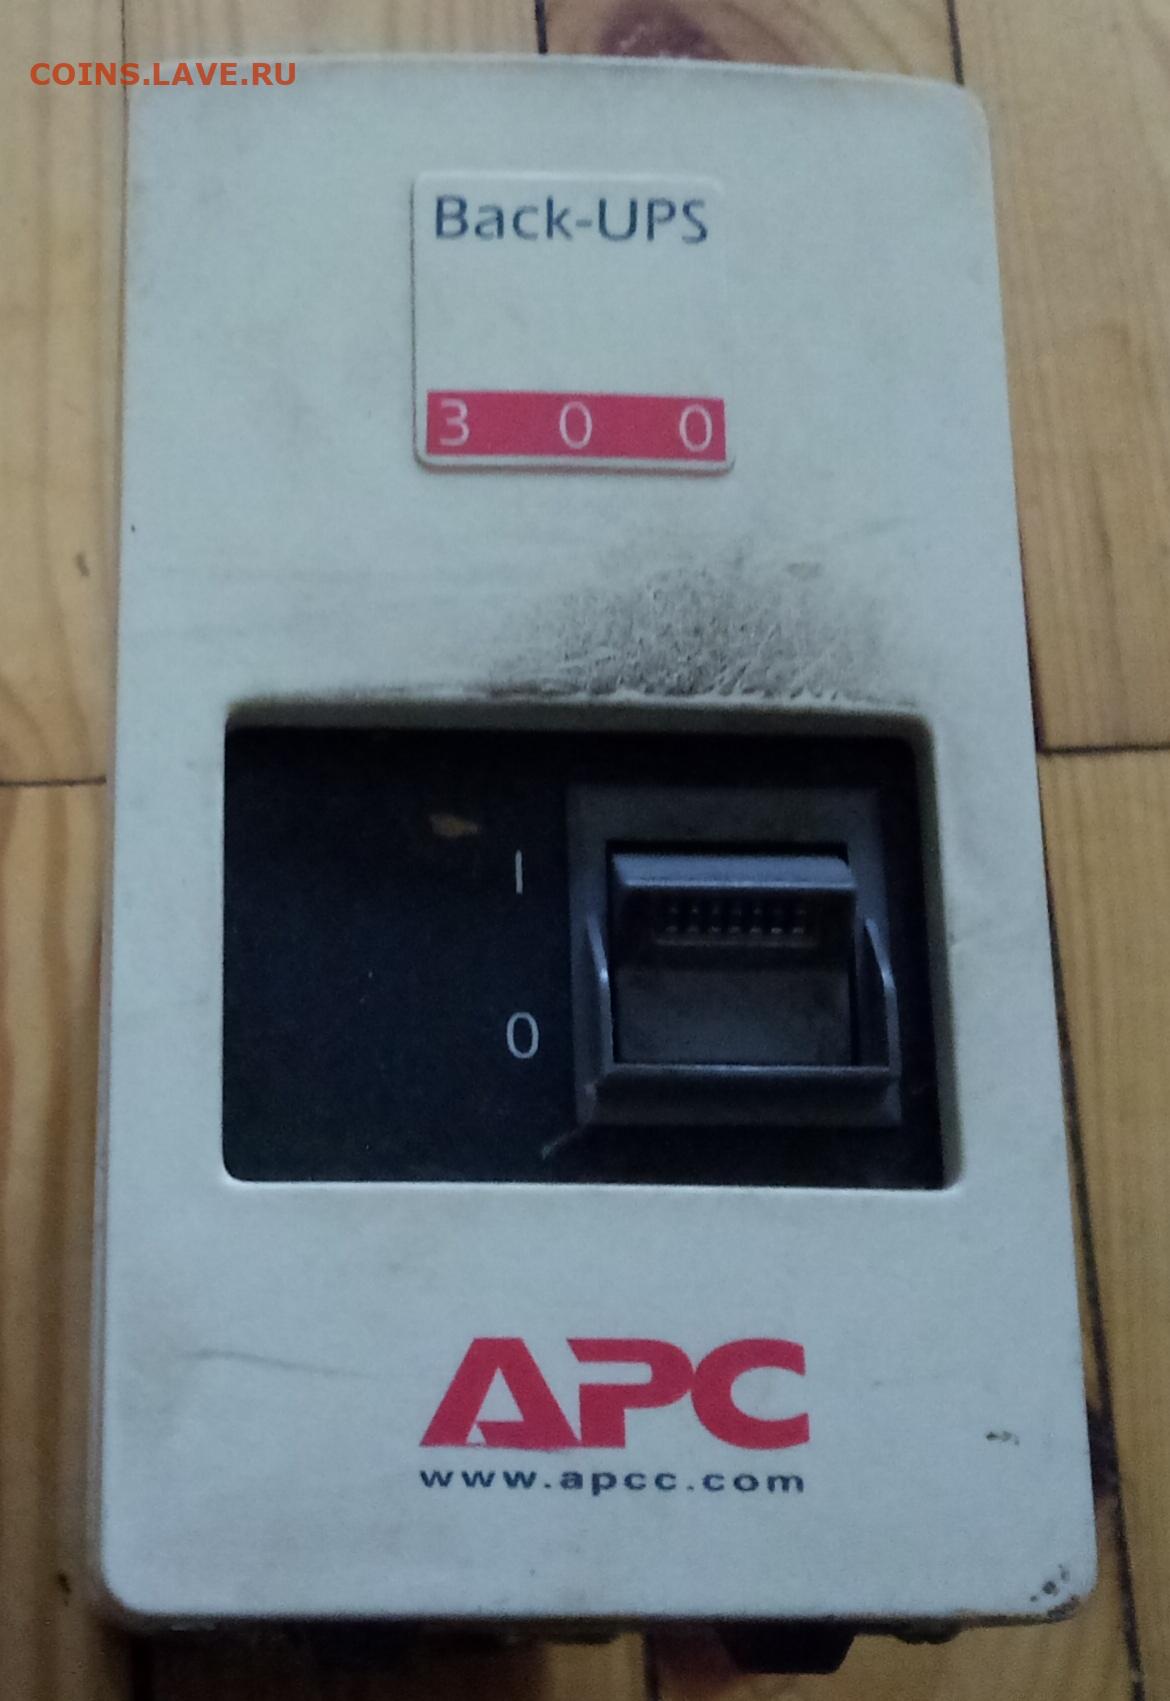 COINS.LAVE.RU
Back-UPS
3 0 0
I
0
APC
www.apcc.com